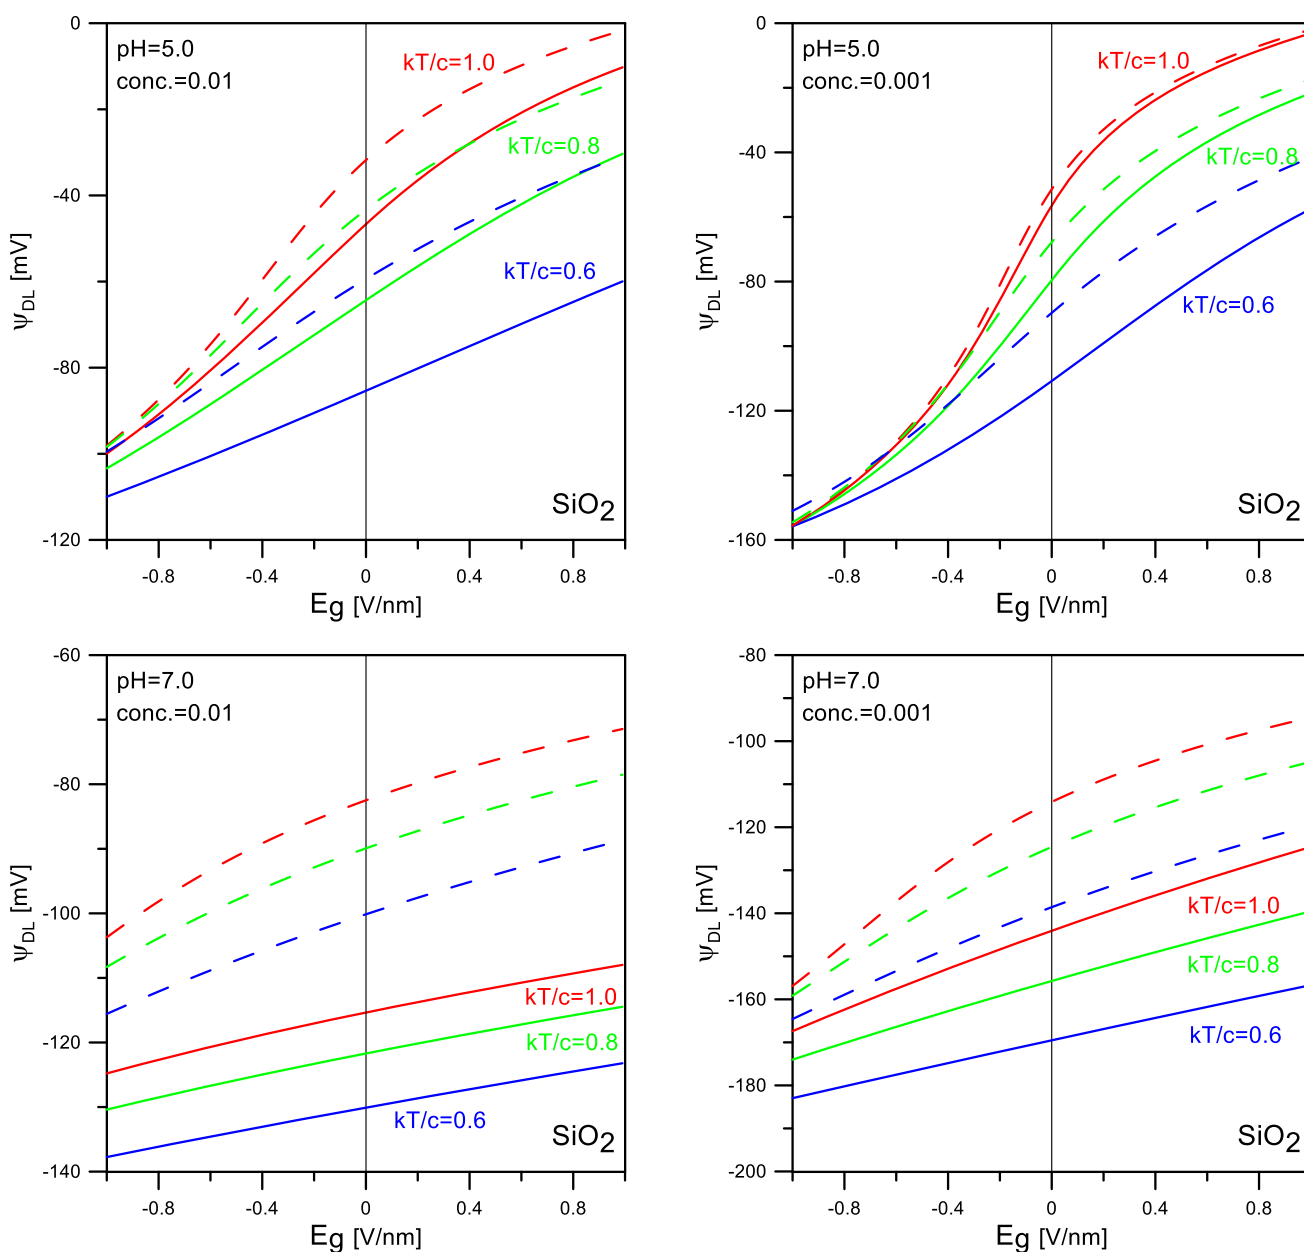 0
-40
-80
-120
ψDL [mV]
pH=5.0
conc.=0.01
kT/c=1.0
kT/c=0.8
kT/c=0.6
SiO2
-0.8 -0.4 0 0.4 0.8
Eg [V/nm]
0
-40
-80
-120
-160
ψDL [mV]
pH=5.0
conc.=0.001
kT/c=1.0
kT/c=0.8
kT/c=0.6
SiO2
-0.8 -0.4 0 0.4 0.8
Eg [V/nm]
-60
-80
-100
-120
-140
ψDL [mV]
pH=7.0
conc.=0.01
kT/c=1.0
kT/c=0.8
kT/c=0.6
SiO2
-0.8 -0.4 0 0.4 0.8
Eg [V/nm]
-80
-100
-120
-140
-160
-180
-200
ψDL [mV]
pH=7.0
conc.=0.001
kT/c=1.0
kT/c=0.8
kT/c=0.6
SiO2
-0.8 -0.4 0 0.4 0.8
Eg [V/nm]